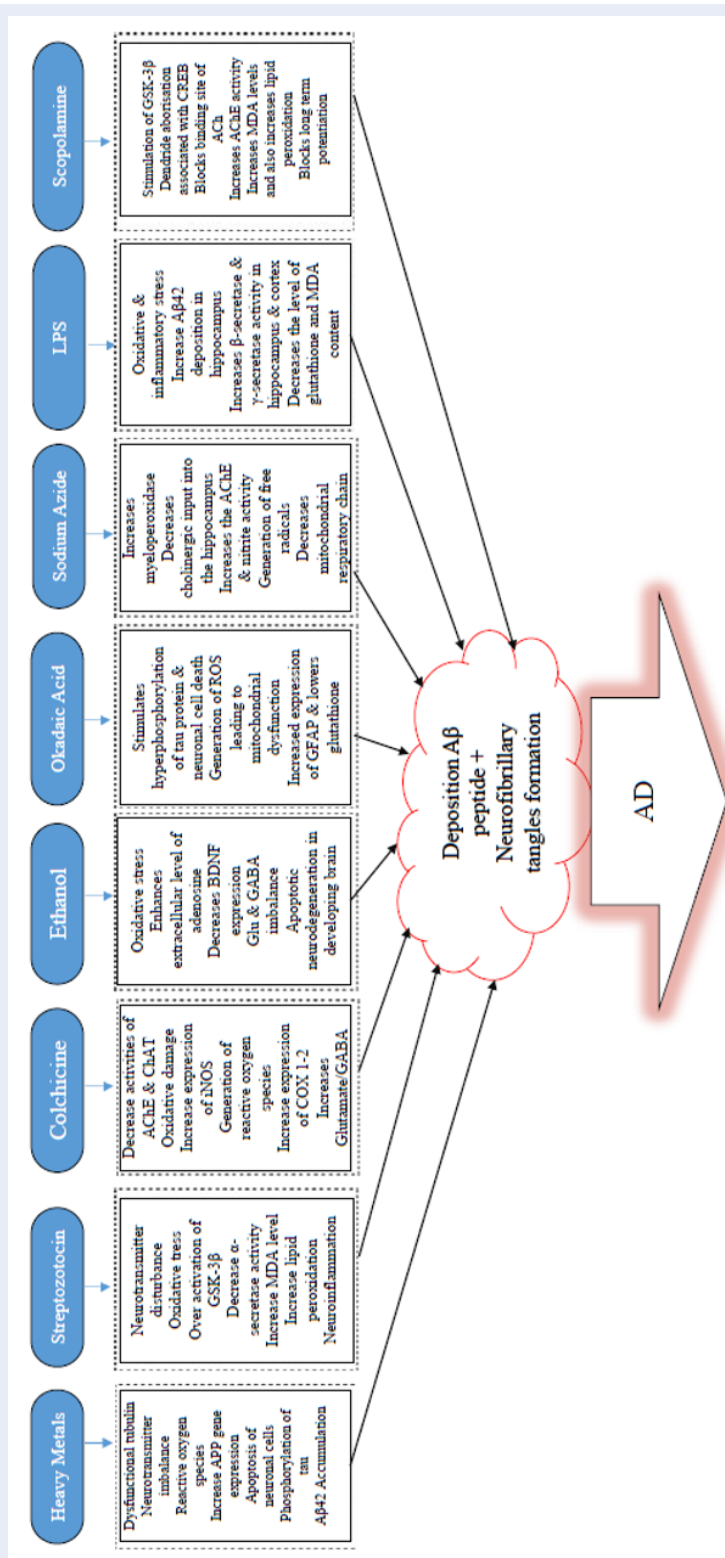 Heavy Metals
Dysfunctional tubulin
Neurotransmitter
imbalance
Reactive oxygen
species
Increase APP gene
expression
Apoptosis of
neuronal cells
Phosphorylation of
tau
Aβ42 Accumulation
Streptozotocin
Neurotransmitter
disturbance
Oxidative tress
Over activation of
GSK-3β
Decrease α-
secretase activity
Increase MDA level
Increase lipid
peroxidation
Neuroinflammation
Colchicine
Decrease activities of
AChE & ChAT
Oxidative damage
Increase expression
of iNOS
Generation of
reactive oxygen
species
Increase expression
of COX 1-2
Increases
Glutamate/GABA
Ethanol
Oxidative stress
Enhances
extracellular level of
adenosine
Decreases BDNF
expression
Glu & GABA
imbalance
Apoptotic
neurodegeneration in
developing brain
Okadaic Acid
Stimulates
hyperphosphorylation
of tau protein &
neuronal cell death
Generation of ROS
leading to
mitochondrial
dysfunction
Increased expression
of GFAP & lowers
glutathione
Sodium Azide
Increases
myeloperoxidase
Decreases
cholinergic input into
the hippocampus
Increases the AChE
& nitrite activity
Generation of free
radicals
Decreases
mitochondrial
respiratory chain
LPS
Oxidative &
inflammatory stress
Increase Aβ42
deposition in
hippocampus
Increases β-secretase &
γ-secretase activity in
hippocampus & cortex
Decreases the level of
glutathione and MDA
content
Scopolamine
Stimulation of GSK-3β
Dendride aborisation
associated with CREB
Blocks binding site of
ACh
Increases AChE activity
Increases MDA levels
and also increases lipid
peroxidation
Blocks long term
potentiation
Deposition Aβ
peptide +
Neurofibrillary
tangles formation
AD